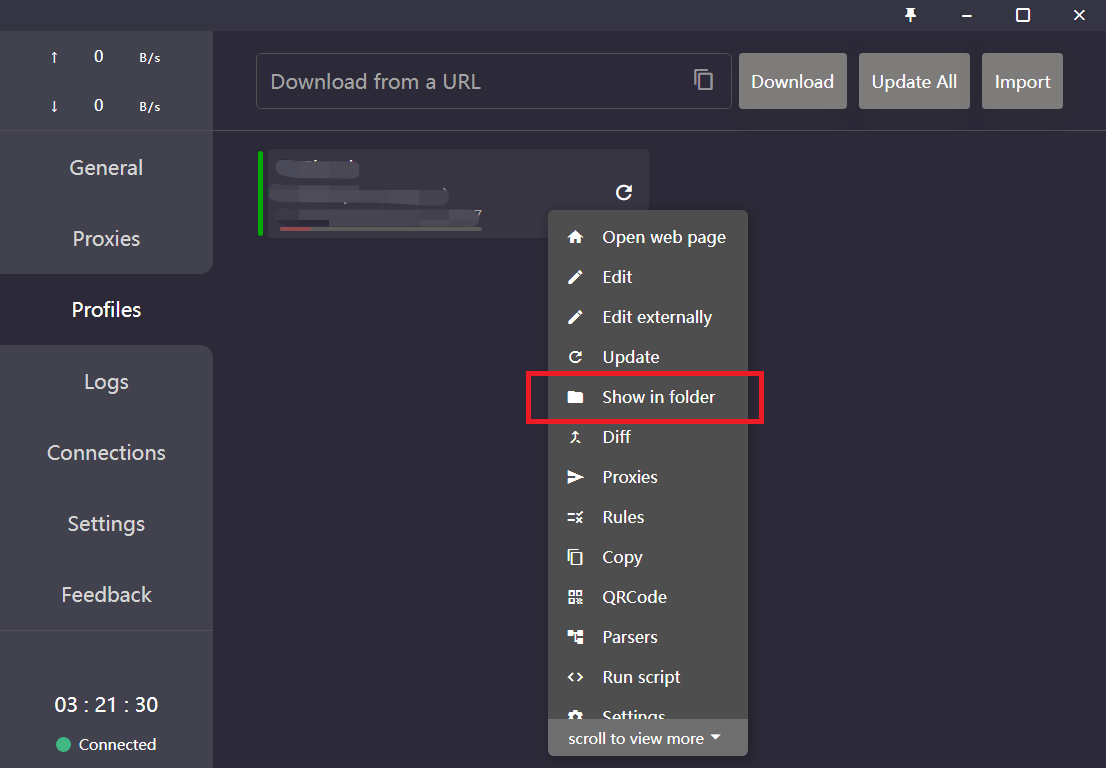 ↑ 0 B/s
↓ 0 B/s
General
Proxies
Profiles
Logs
Connections
Settings
Feedback
03 : 21 : 30
Connected
Download from a URL
Download
Update All
Import
Open web page
Edit
Edit externally
Update
Show in folder
Diff
Proxies
Rules
Copy
QRCode
Parsers
Run script
Settings
scroll to view more